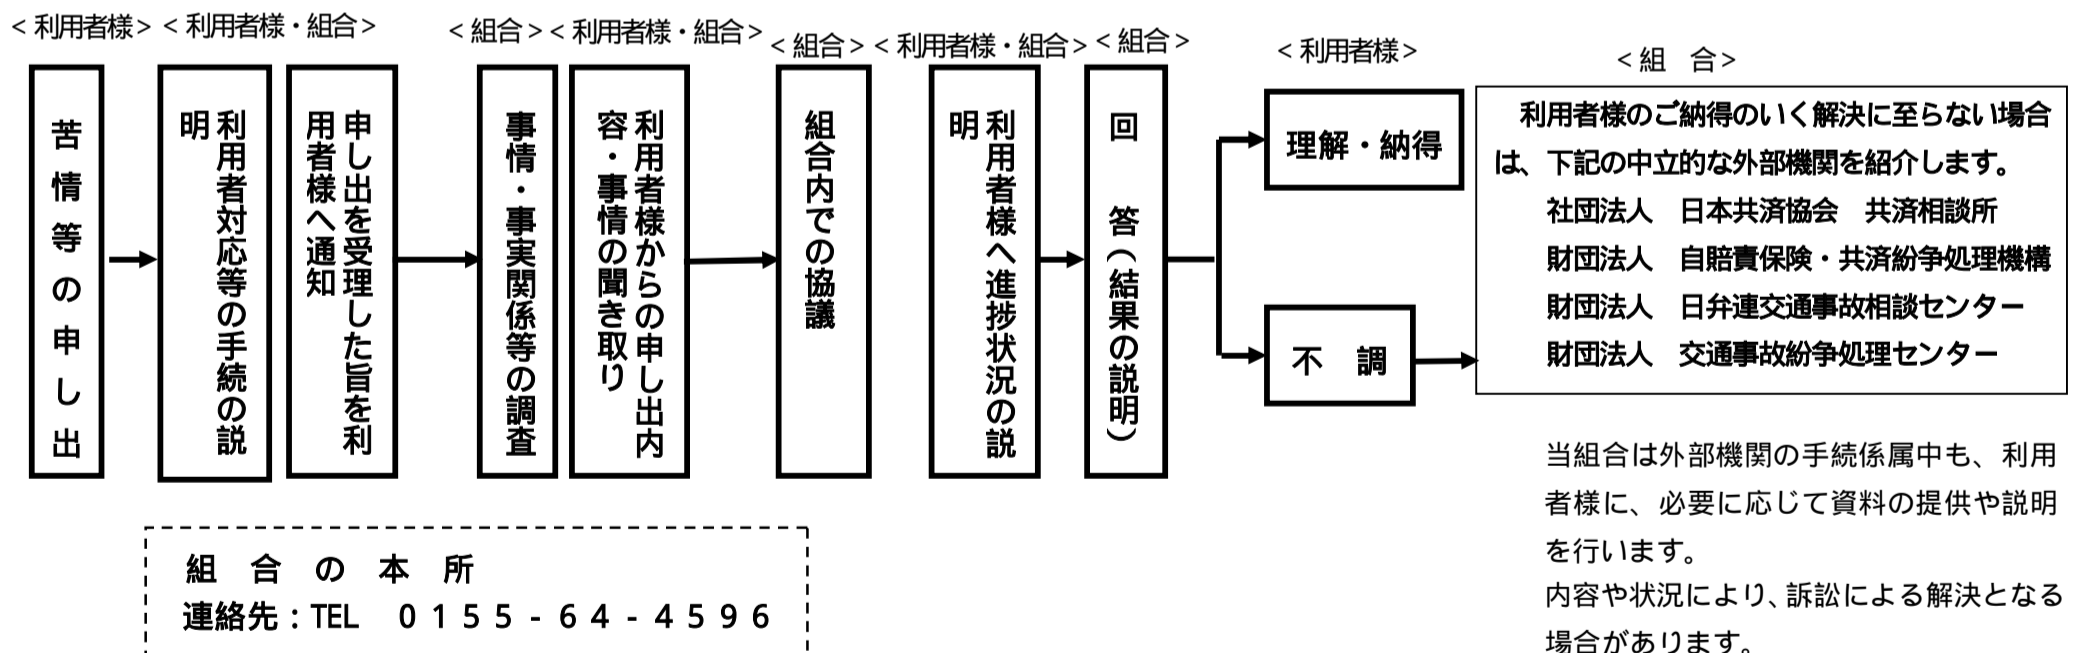 <利用者様>
<利用者様・組合>
<組合>
<利用者様・組合>
<組合>
<利用者様・組合>
<組合>
<利用者様>
<組　合>
苦情等の申し出
利用者対応等の手続の説
明
申し出を受理した旨を利
用者様へ通知
事情・事実関係等の調査
利用者様からの申し出内
容・事情の聞き取り
組合内での協議
利用者様へ進捗状況の説
明
回　答(結果の説明)
理解・納得
不　調
利用者様のご納得のいく解決に至らない場合
は、下記の中立的な外部機関を紹介します。
社団法人　日本共済協会　共済相談所
財団法人　自賠責保険・共済紛争処理機構
財団法人　日弁連交通事故相談センター
財団法人　交通事故紛争処理センター
当組合は外部機関の手続係属中も、利用
者様に、必要に応じて資料の提供や説明
を行います。
内容や状況により、訴訟による解決となる
場合があります。
組　合　の　本　所
連絡先：TEL　０１５５-６４-４５９６